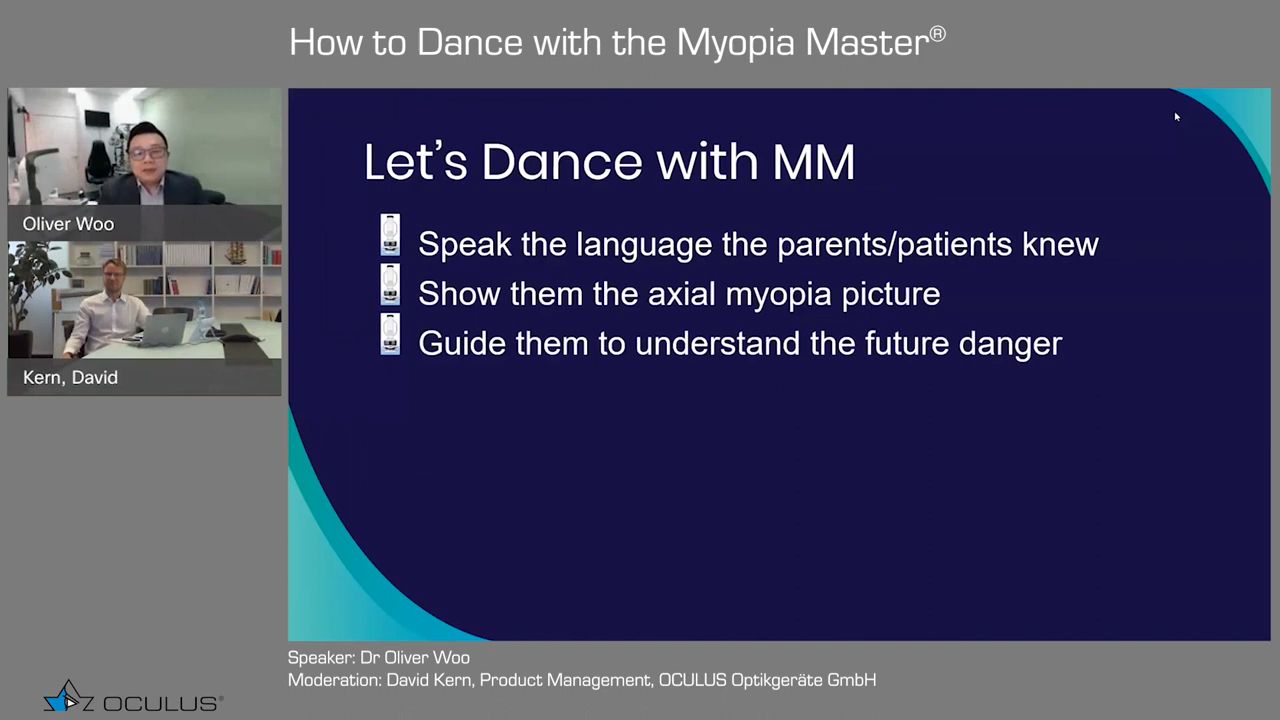 How to Dance with the Myopia Master®
Oliver Woo
Kern, David
Let's Dance with MM
Speak the language the parents/patients knew
Show them the axial myopia picture
Guide them to understand the future danger
Speaker: Dr Oliver Woo
Moderation: David Kern, Product Management, OCULUS Optikgeräte GmbH
OCULUS®